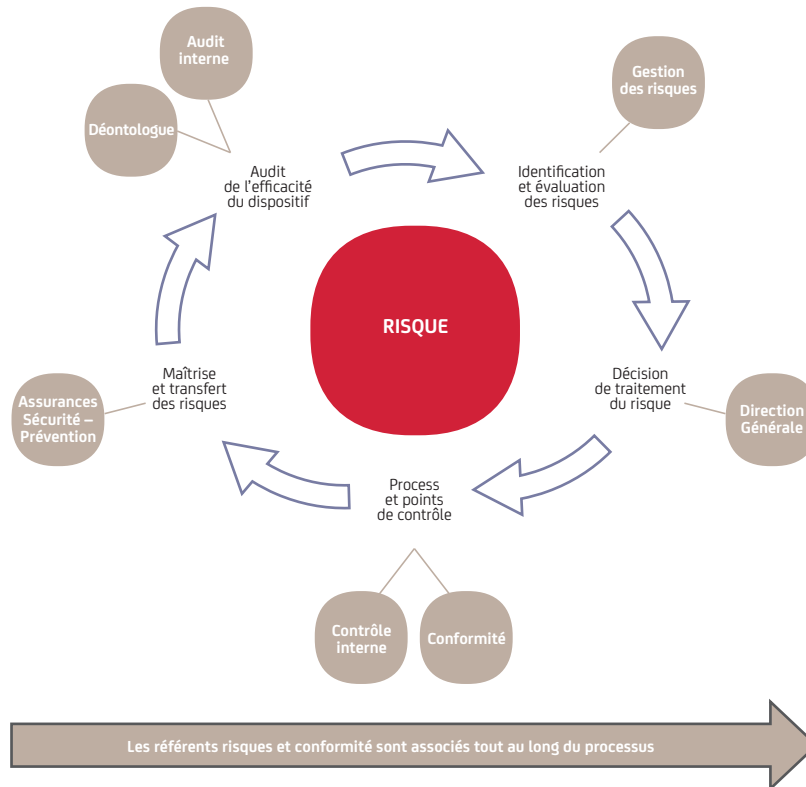 Audit
interne
Gestion
des risques
Déontologue
Audit
de l'efficacité
du dispositif
Identification
et évaluation
des risques
RISQUE
Maîtrise
et transfert
des risques
Décision
de traitement
du risque
Assurances
Sécurité –
Prévention
Direction
Générale
Process
et points
de contrôle
Contrôle
interne
Conformité
Les référents risques et conformité sont associés tout au long du processus